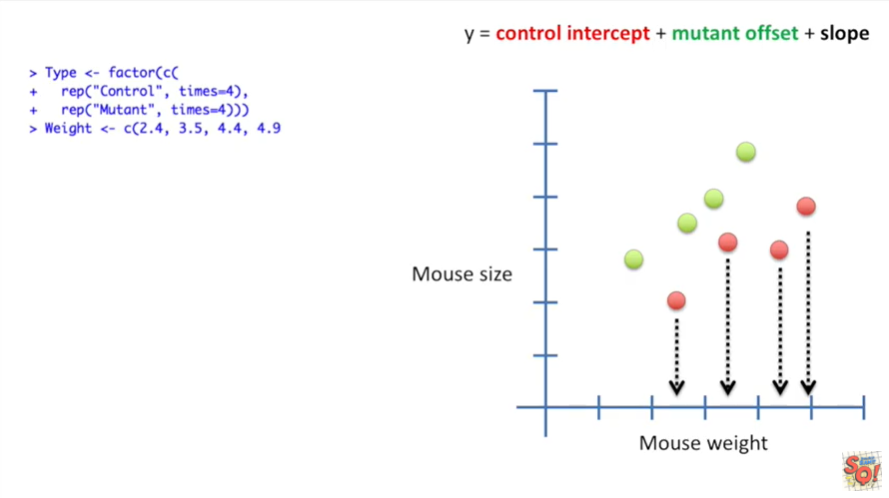 y = control intercept + mutant offset + slope
> Type <- factor(c(
+   rep("Control", times=4),
+   rep("Mutant", times=4)))
> Weight <- c(2.4, 3.5, 4.4, 4.9
Mouse size
Mouse weight
SQ!